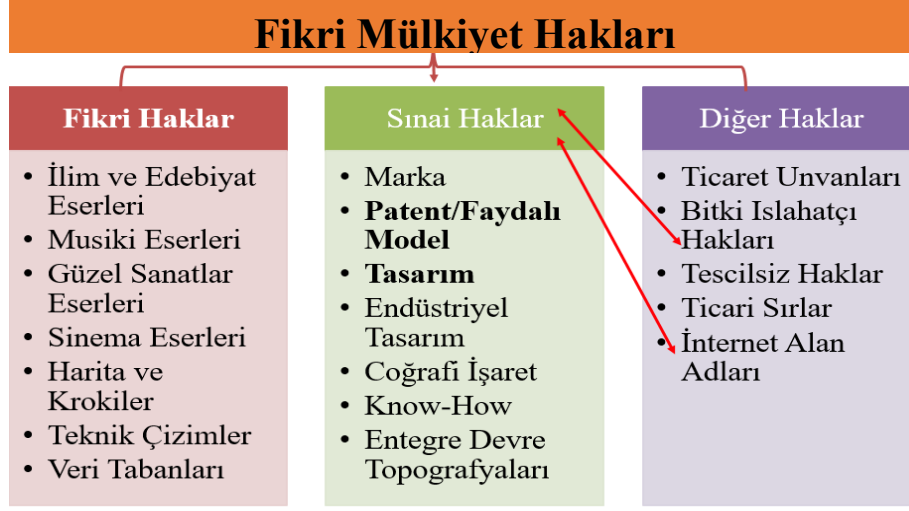 Fikri Mülkiyet Hakları
Fikri Haklar
• İlim ve Edebiyat
Eserleri
• Musiki Eserleri
• Güzel Sanatlar
Eserleri
• Sinema Eserleri
• Harita ve
Krokiler
• Teknik Çizimler
• Veri Tabanları
Sınai Haklar
• Marka
• Patent/Faydalı
Model
• Tasarım
• Endüstriyel
Tasarım
• Coğrafi İşaret
• Know-How
• Entegre Devre
Topografyaları
Diğer Haklar
• Ticaret Unvanları
• Bitki Islahatçı
Hakları
• Tescilsiz Haklar
• Ticari Sırlar
• İnternet Alan
Adları